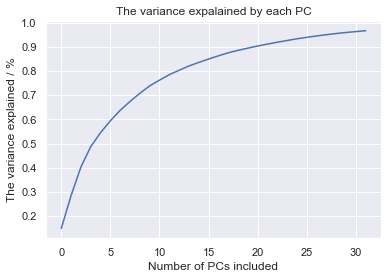 The variance expalained by each PC
1.0
0.9
0.8
0.7
0.6
0.5
0.4
0.3
0.2
The variance explained / %
0 5 10 15 20 25 30
Number of PCs included